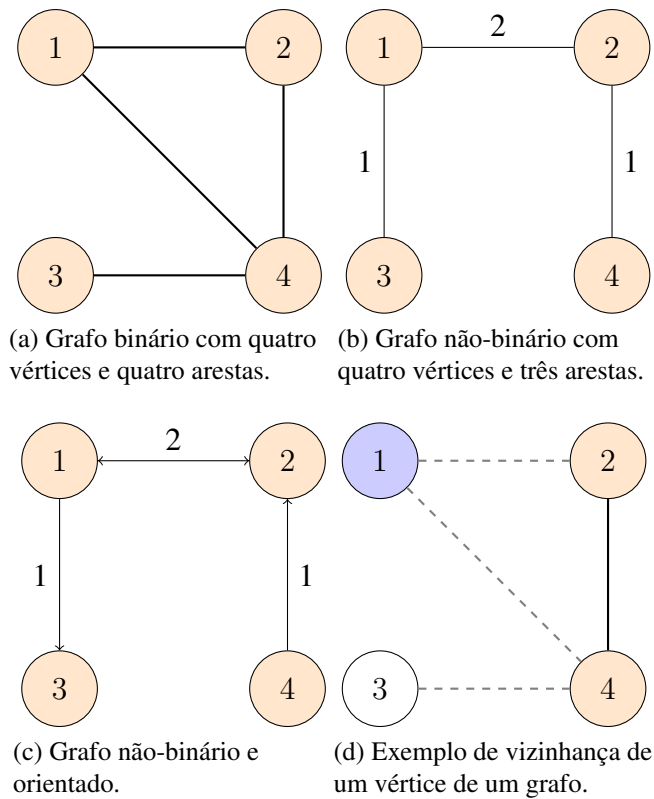 1
2
3
4
(a) Grafo binário com quatro
vértices e quatro arestas.
1
2
2
1
1
3
4
(b) Grafo não-binário com
quatro vértices e três arestas.
1
2
2
1
1
3
4
(c) Grafo não-binário e
orientado.
1
2
3
4
(d) Exemplo de vizinhança de
um vértice de um grafo.